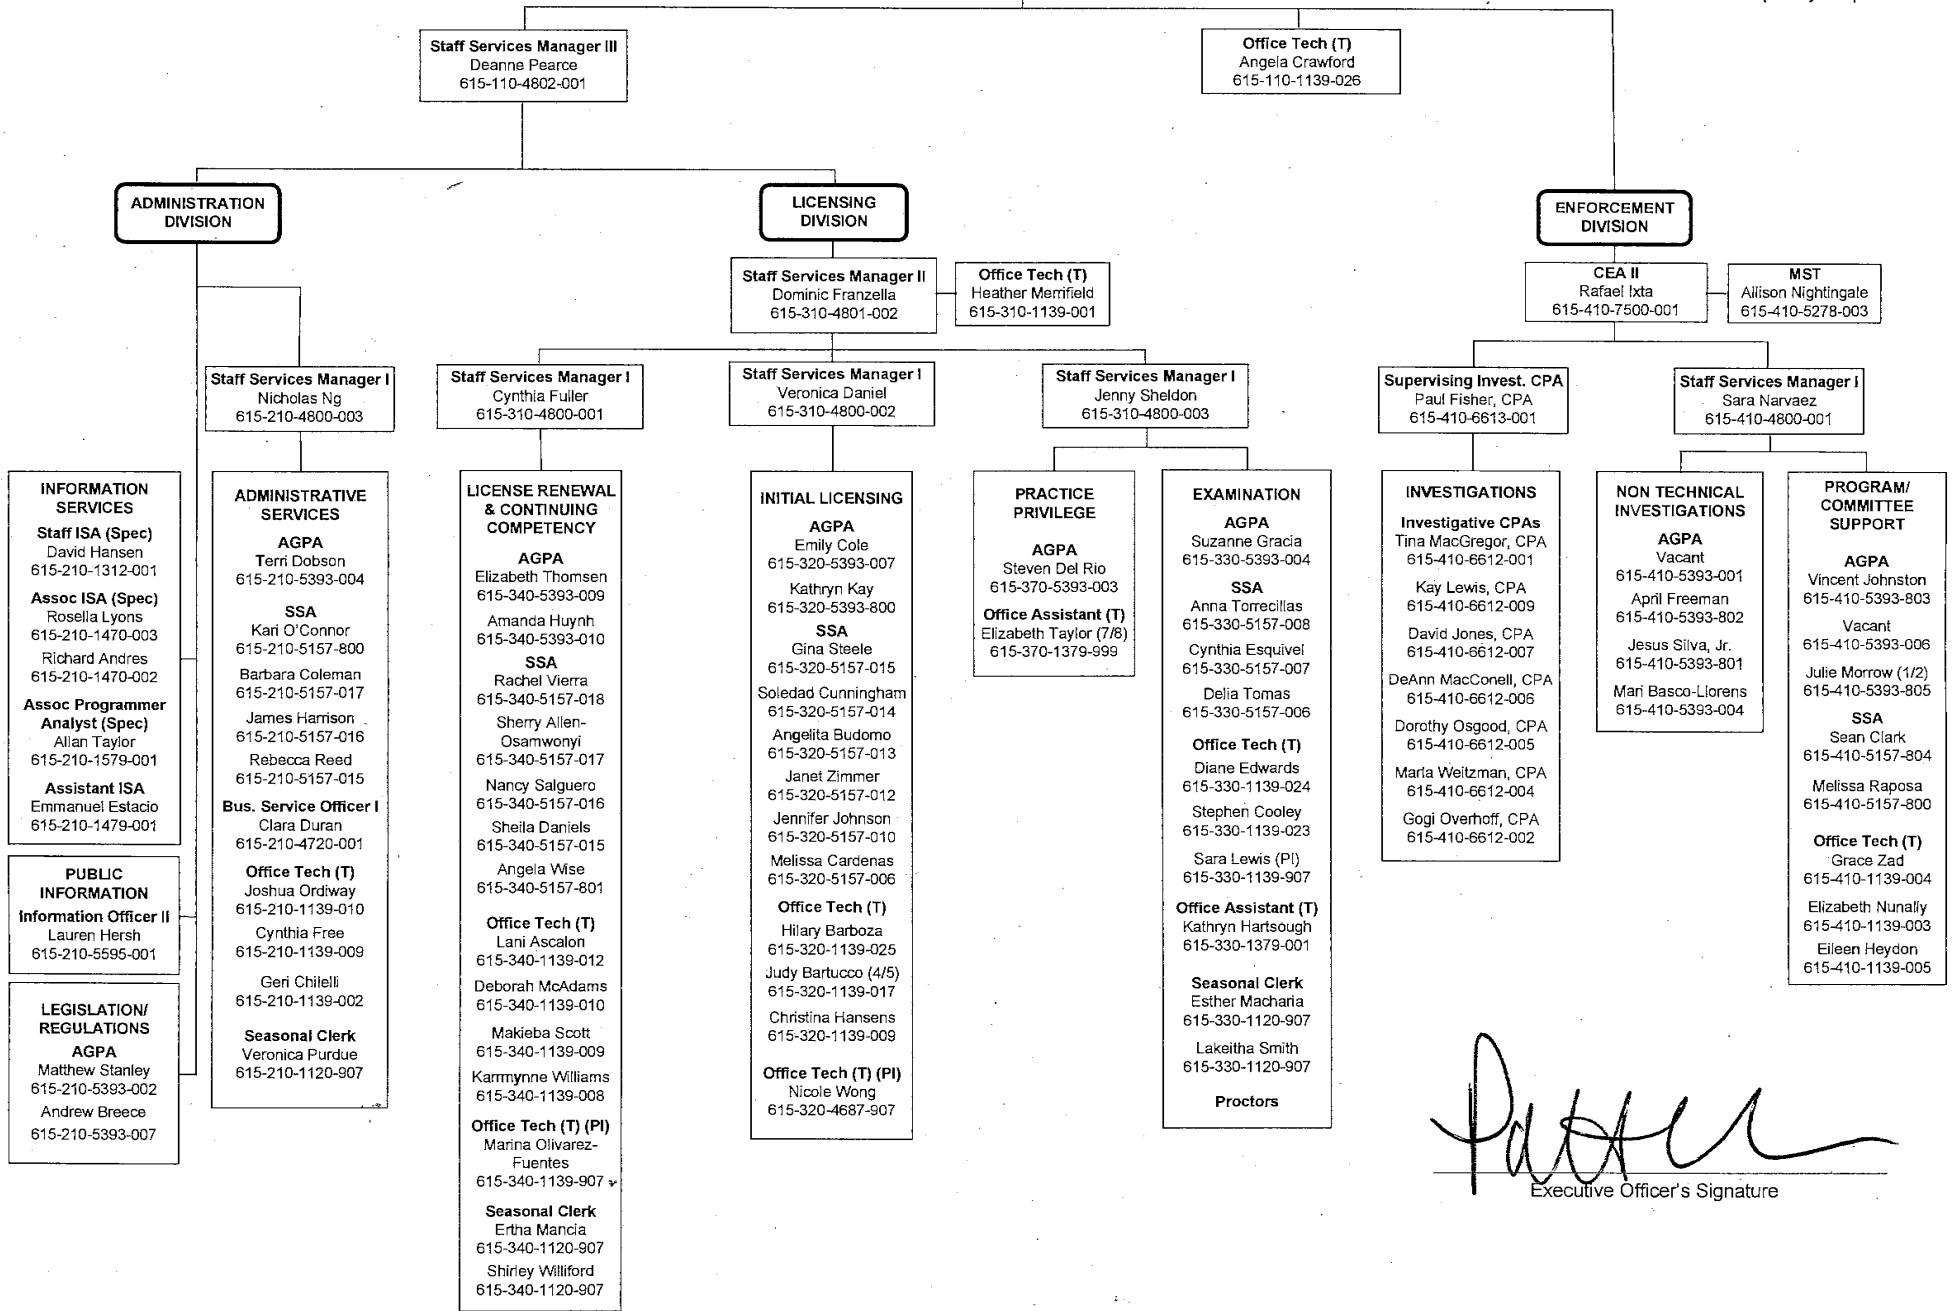 Staff Services Manager III
Deanne Pearce
615-110-4802-001
Office Tech (T)
Angela Crawford
615-110-1139-026
ADMINISTRATION
DIVISION
LICENSING
DIVISION
ENFORCEMENT
DIVISION
Staff Services Manager II
Dominic Franzella
615-310-4801-002
Office Tech (T)
Heather Merrifield
615-310-1139-001
CEA II
Rafael Ixta
615-410-7500-001
MST
Allison Nightingale
615-410-5278-003
Staff Services Manager I
Nicholas Ng
615-210-4800-003
Staff Services Manager I
Cynthia Fuller
615-310-4800-001
Staff Services Manager I
Veronica Daniel
615-310-4800-002
Staff Services Manager I
Jenny Sheldon
615-310-4800-003
Supervising Invest. CPA
Paul Fisher, CPA
615-410-6613-001
Staff Services Manager I
Sara Narvaez
615-410-4800-001
INFORMATION
SERVICES
Staff ISA (Spec)
David Hansen
615-210-1312-001
Assoc ISA (Spec)
Rosella Lyons
615-210-1470-003
Richard Andres
615-210-1470-002
Assoc Programmer
Analyst (Spec)
Allan Taylor
615-210-1579-001
Assistant ISA
Emmanuel Estacio
615-210-1479-001
PUBLIC
INFORMATION
Information Officer II
Lauren Hersh
615-210-5595-001
LEGISLATION/
REGULATIONS
AGPA
Matthew Stanley
615-210-5393-002
Andrew Breece
615-210-5393-007
ADMINISTRATIVE
SERVICES
AGPA
Terri Dobson
615-210-5393-004
SSA
Kari O'Connor
615-210-5157-800
Barbara Coleman
615-210-5157-017
James Harrison
615-210-5157-016
Rebecca Reed
615-210-5157-015
Bus. Service Officer I
Clara Duran
615-210-4720-001
Office Tech (T)
Joshua Ordiway
615-210-1139-010
Cynthia Free
615-210-1139-009
Geri Chilelli
615-210-1139-002
Seasonal Clerk
Veronica Purdue
615-210-1120-907
LICENSE RENEWAL
& CONTINUING
COMPETENCY
AGPA
Elizabeth Thomsen
615-340-5393-009
Amanda Huynh
615-340-5393-010
SSA
Rachel Vierra
615-340-5157-018
Sherry Allen-
Osamwonyi
615-340-5157-017
Nancy Salguero
615-340-5157-016
Sheila Daniels
615-340-5157-015
Angela Wise
615-340-5157-801
Office Tech (T)
Lani Ascalon
615-340-1139-012
Deborah McAdams
615-340-1139-010
Makieba Scott
615-340-1139-009
Karmynne Williams
615-340-1139-008
Office Tech (T) (PI)
Marina Olivarez-
Fuentes
615-340-1139-907
Seasonal Clerk
Ertha Mancia
615-340-1120-907
Shirley Williford
615-340-1120-907
INITIAL LICENSING
AGPA
Emily Cole
615-320-5393-007
Kathryn Kay
615-320-5393-800
SSA
Gina Steele
615-320-5157-015
Soledad Cunningham
615-320-5157-014
Angelita Budomo
615-320-5157-013
Janet Zimmer
615-320-5157-012
Jennifer Johnson
615-320-5157-010
Melissa Cardenas
615-320-5157-006
Office Tech (T)
Hilary Barboza
615-320-1139-025
Judy Bartucco (4/5)
615-320-1139-017
Christina Hansens
615-320-1139-009
Office Tech (T) (PI)
Nicole Wong
615-320-4687-907
PRACTICE
PRIVILEGE
AGPA
Steven Del Rio
615-370-5393-003
Office Assistant (T)
Elizabeth Taylor (7/8)
615-370-1379-999
EXAMINATION
AGPA
Suzanne Gracia
615-330-5393-004
SSA
Anna Torrecillas
615-330-5157-008
Cynthia Esquivel
615-330-5157-007
Delia Tomas
615-330-5157-006
Office Tech (T)
Diane Edwards
615-330-1139-024
Stephen Cooley
615-330-1139-023
Sara Lewis (PI)
615-330-1139-907
Office Assistant (T)
Kathryn Hartsough
615-330-1379-001
Seasonal Clerk
Esther Macharia
615-330-1120-907
Lakeitha Smith
615-330-1120-907
Proctors
INVESTIGATIONS
Investigative CPAs
Tina MacGregor, CPA
615-410-6612-001
Kay Lewis, CPA
615-410-6612-009
David Jones, CPA
615-410-6612-007
DeAnn MacConell, CPA
615-410-6612-006
Dorothy Osgood, CPA
615-410-6612-005
Marla Weitzman, CPA
615-410-6612-004
Gogi Overhoff, CPA
615-410-6612-002
NON TECHNICAL
INVESTIGATIONS
AGPA
Vacant
615-410-5393-001
April Freeman
615-410-5393-802
Jesus Silva, Jr.
615-410-5393-801
Mari Basco-Llorens
615-410-5393-004
PROGRAM/
COMMITTEE
SUPPORT
AGPA
Vincent Johnston
615-410-5393-803
Vacant
615-410-5393-006
Julie Morrow (1/2)
615-410-5393-805
SSA
Sean Clark
615-410-5157-804
Melissa Raposa
615-410-5157-800
Office Tech (T)
Grace Zad
615-410-1139-004
Elizabeth Nunally
615-410-1139-003
Eileen Heydon
615-410-1139-005
Executive Officer's Signature